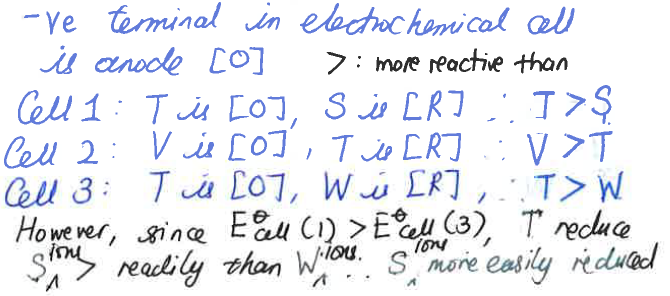 -ve terminal in electrochemical cell
is anode [O] > : more reactive than
Cell 1 : T is [O], S is [R] ∴ T > S
Cell 2 : V is [O], T is [R] ∴ V > T
Cell 3 : T is [O], W is [R], ∴ T > W
However, since E⊖cell (1) > E⊖cell (3), T reduce
S ions > readily than W ions. ∴ S ions more easily reduced